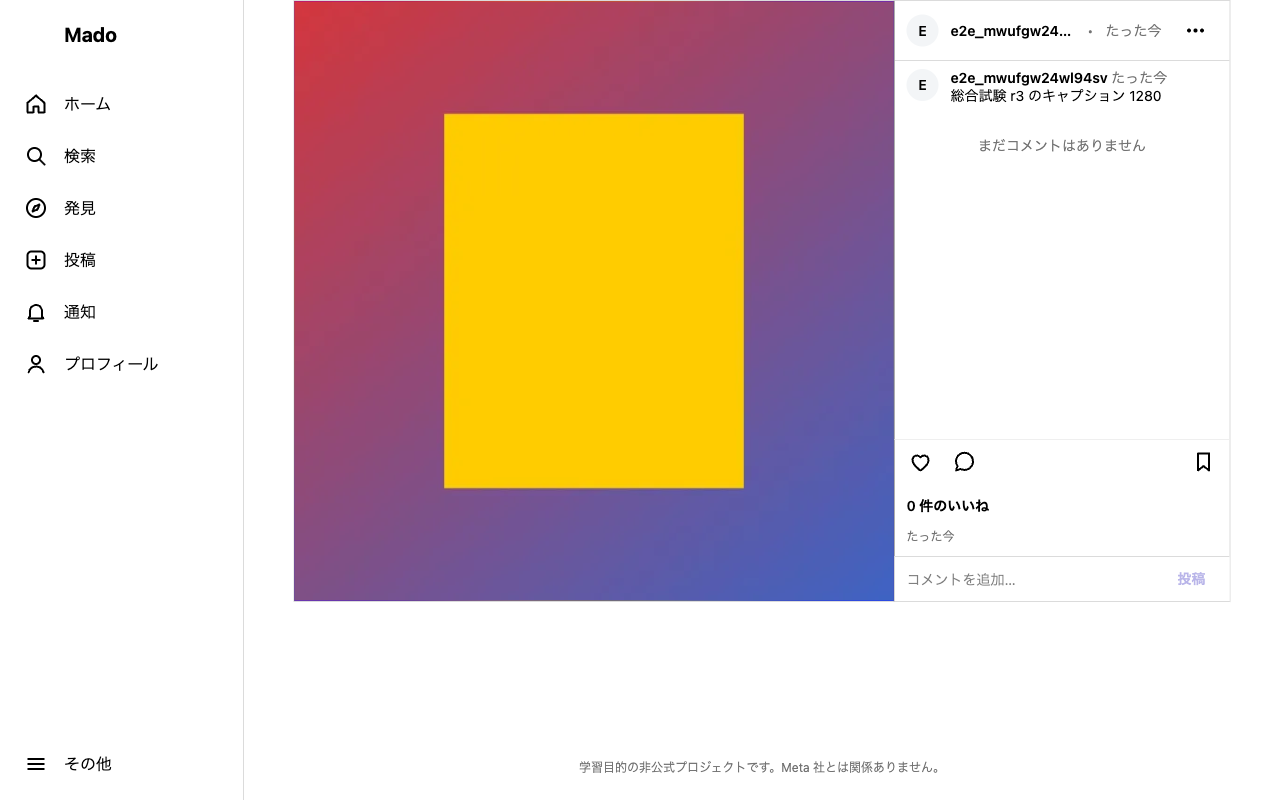 Mado
ホーム
検索
発見
投稿
通知
プロフィール
その他
E
e2e_mwufgw24... • たった今
E
e2e_mwufgw24wl94sv たった今
総合試験 r3 のキャプション 1280
まだコメントはありません
0 件のいいね
たった今
コメントを追加...
投稿
学習目的の非公式プロジェクトです。Meta 社とは関係ありません。